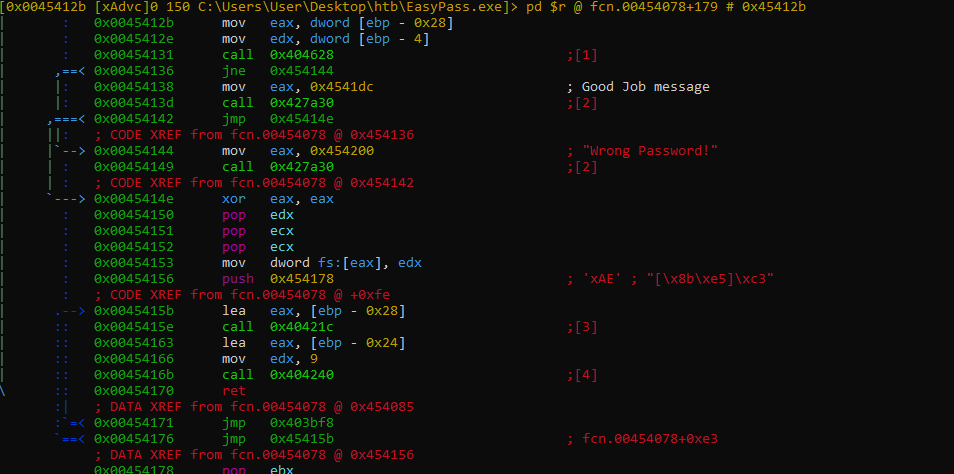 [0x0045412b [xAdvc]0 150 C:\Users\User\Desktop\htb\EasyPass.exe]> pd $r @ fcn.00454078+179 # 0x45412b
| : 0x0045412b mov eax, dword [ebp - 0x28]
| : 0x0045412e mov edx, dword [ebp - 4]
| : 0x00454131 call 0x404628 ;[1]
| ,==< 0x00454136 jne 0x454144
| |: 0x00454138 mov eax, 0x4541dc ; Good Job message
| |: 0x0045413d call 0x427a30 ;[2]
| ,===< 0x00454142 jmp 0x45414e
| ||: ; CODE XREF from fcn.00454078 @ 0x454136
| |`--> 0x00454144 mov eax, 0x454200 ; "Wrong Password!"
| | : 0x00454149 call 0x427a30 ;[2]
| | : ; CODE XREF from fcn.00454078 @ 0x454142
| `---> 0x0045414e xor eax, eax
| : 0x00454150 pop edx
| : 0x00454151 pop ecx
| : 0x00454152 pop ecx
| : 0x00454153 mov dword fs:[eax], edx
| : 0x00454156 push 0x454178 ; 'xAE' ; "[\x8b\xe5]\xc3"
| : ; CODE XREF from fcn.00454078 @ +0xfe
| .--> 0x0045415b lea eax, [ebp - 0x28]
| :: 0x0045415e call 0x40421c ;[3]
| :: 0x00454163 lea eax, [ebp - 0x24]
| :: 0x00454166 mov edx, 9
| :: 0x0045416b call 0x404240 ;[4]
\ :: 0x00454170 ret
:| ; DATA XREF from fcn.00454078 @ 0x454085
:`=< 0x00454171 jmp 0x403bf8
`==< 0x00454176 jmp 0x45415b ; fcn.00454078+0xe3
; DATA XREF from fcn.00454078 @ 0x454156
0x00454178 pop ebx